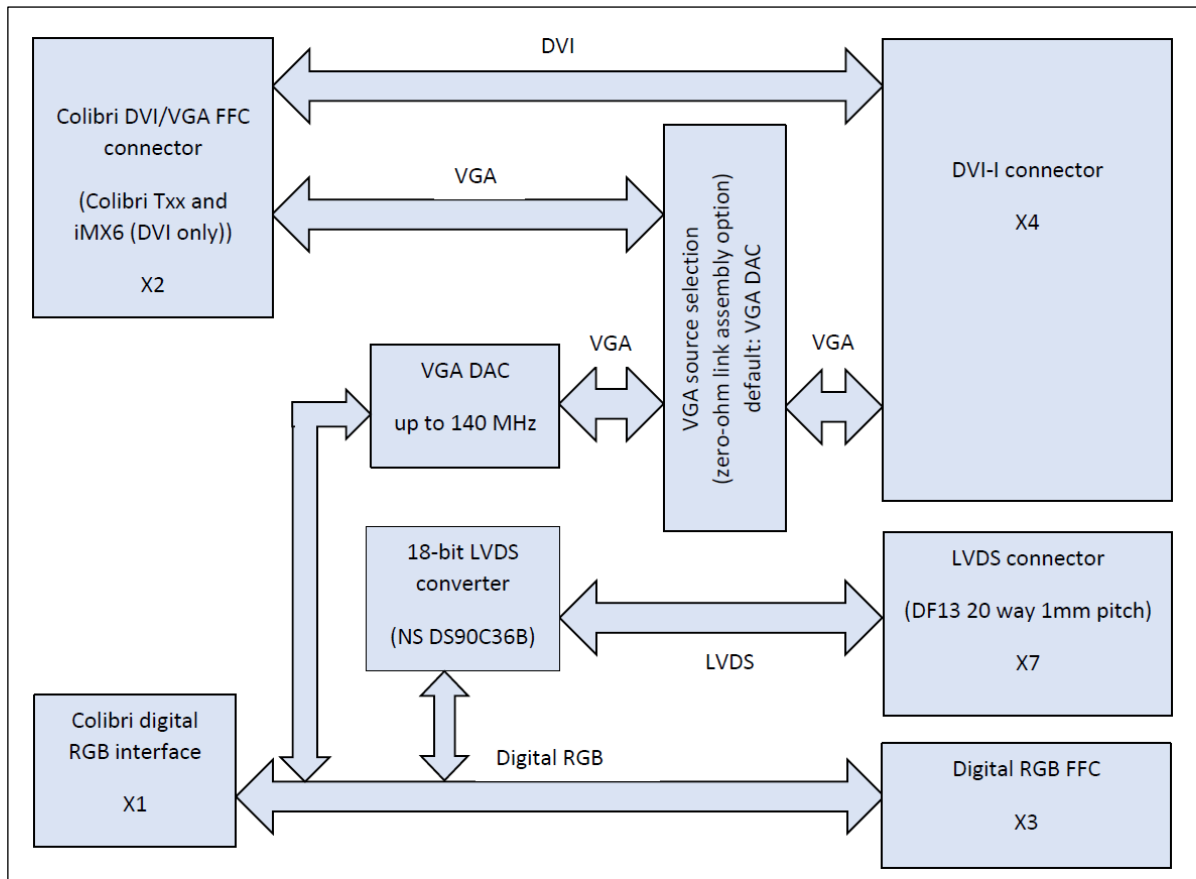 DVI
Colibri DVI/VGA FFC
connector
(Colibri Txx and
iMX6 (DVI only))
X2
VGA
DVI-I connector
X4
VGA source selection
(zero-ohm link assembly option)
default: VGA DAC
VGA
VGA
VGA DAC
up to 140 MHz
18-bit LVDS
converter
(NS DS90C36B)
LVDS
LVDS connector
(DF13 20 way 1mm pitch)
X7
Colibri digital
RGB interface
X1
Digital RGB
Digital RGB FFC
X3